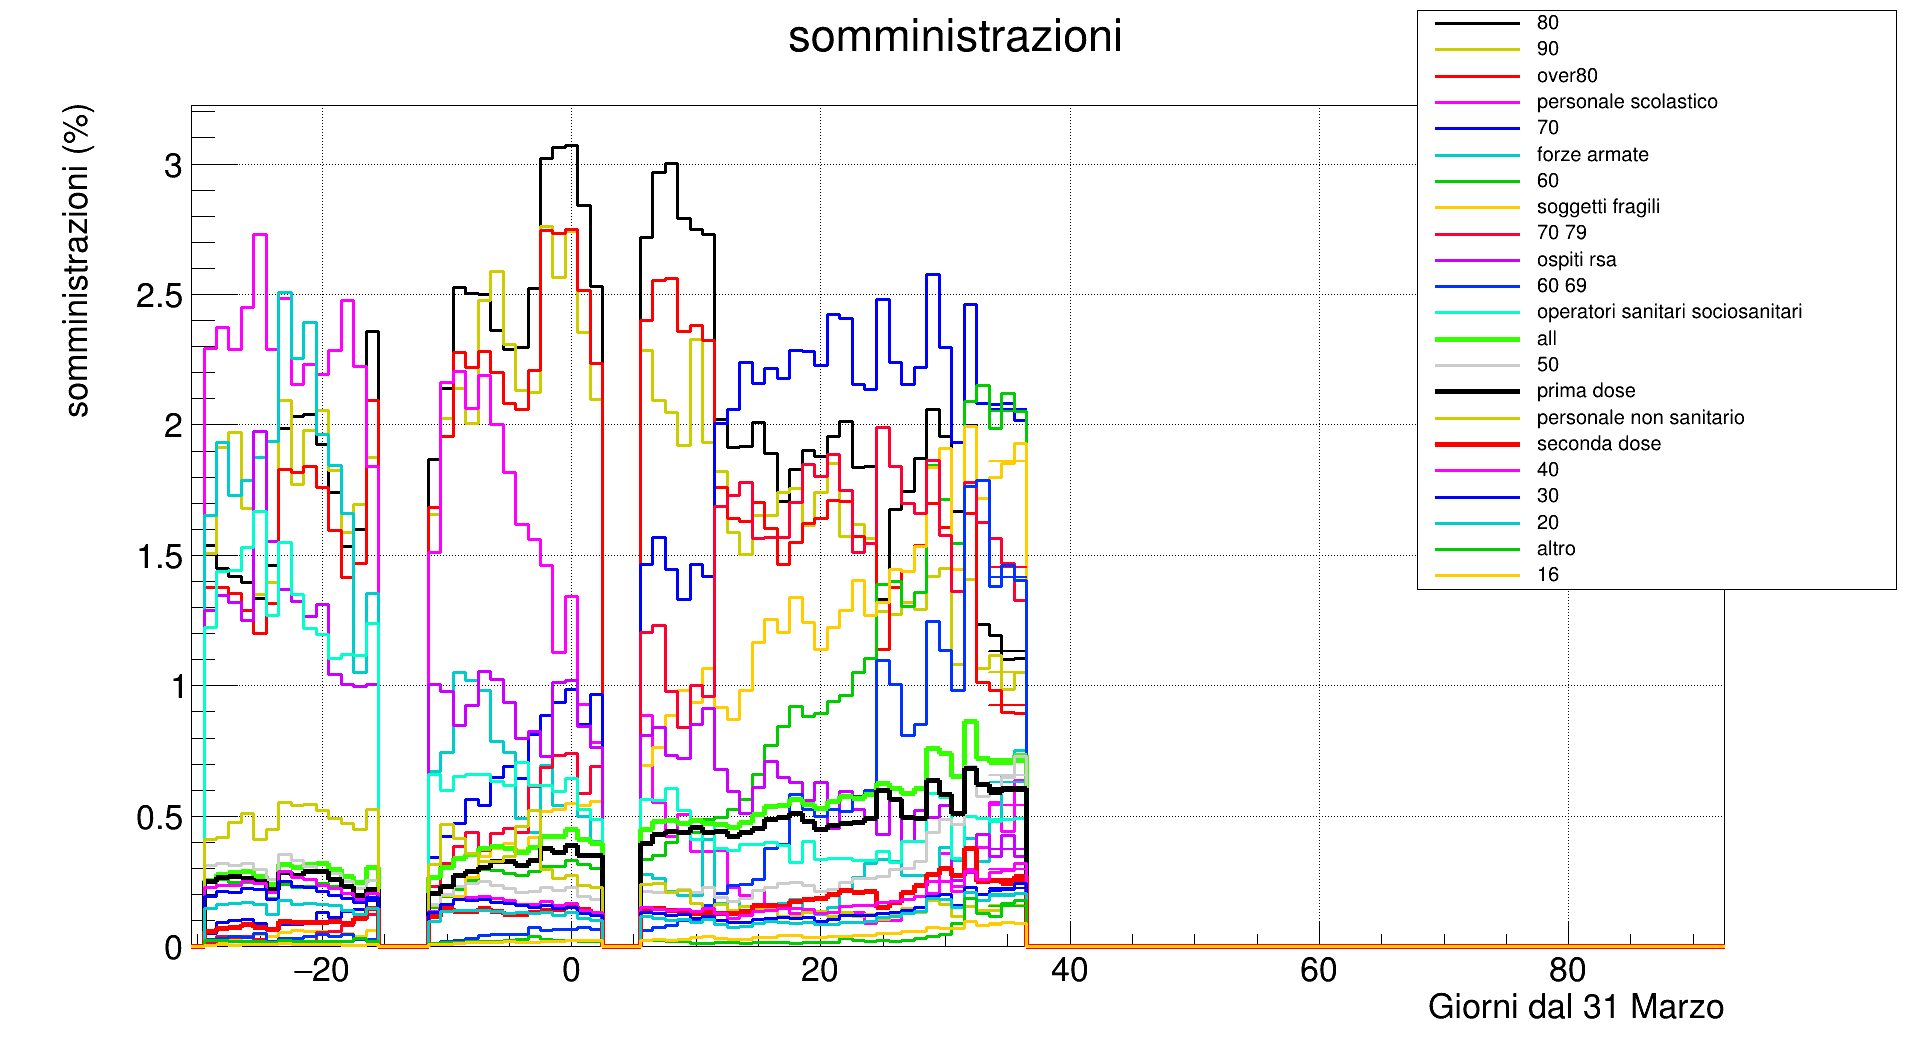 somministrazioni
somministrazioni (%)
3
2.5
2
1.5
1
0.5
0
−20
0
20
40
60
80
Giorni dal 31 Marzo
80
90
over80
personale scolastico
70
forze armate
60
soggetti fragili
70 79
ospiti rsa
60 69
operatori sanitari sociosanitari
all
50
prima dose
personale non sanitario
seconda dose
40
30
20
altro
16